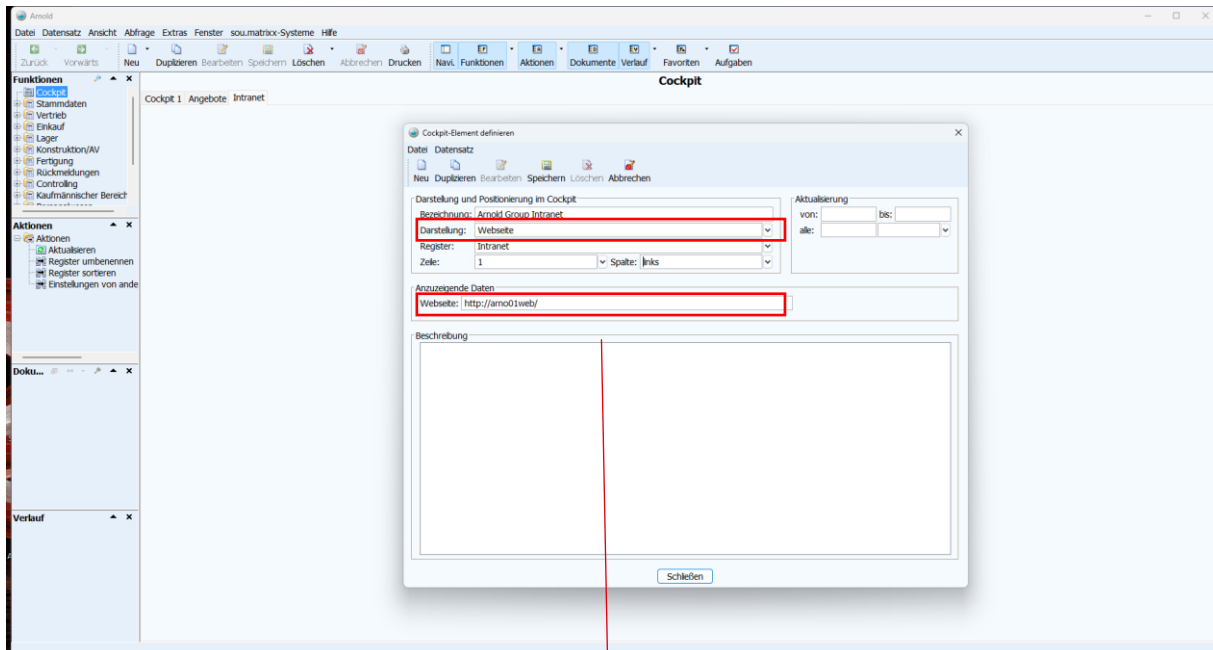 Arnold
Datei Datensatz Ansicht Abfrage Extras Fenster sou.matrixx-Systeme Hilfe
Zurück Vorwärts Neu Duplizieren Bearbeiten Speichern Löschen Abbrechen Drucken Navi. Funktionen Aktionen Dokumente Verlauf Favoriten Aufgaben
Funktionen
Cockpit
Stammdaten
Vertrieb
Einkauf
Lager
Konstruktion/AV
Fertigung
Rückmeldungen
Controlling
Kaufmännischer Bereich
Aktionen
Aktionen
Aktualisieren
Register umbenennen
Register sortieren
Einstellungen von ande
Doku...
Verlauf
Cockpit
Cockpit 1 Angebote Intranet
Cockpit-Element definieren
Datei Datensatz
Neu Duplizieren Bearbeiten Speichern Löschen Abbrechen
Darstellung und Positionierung im Cockpit
Bezeichnung: Arnold Group Intranet
Darstellung: Webseite
Register: Intranet
Zeile: 1 Spalte: links
Aktualisierung
von: bis:
alle:
Anzuzeigende Daten
Webseite: http://arno01web/
Beschreibung
Schließen